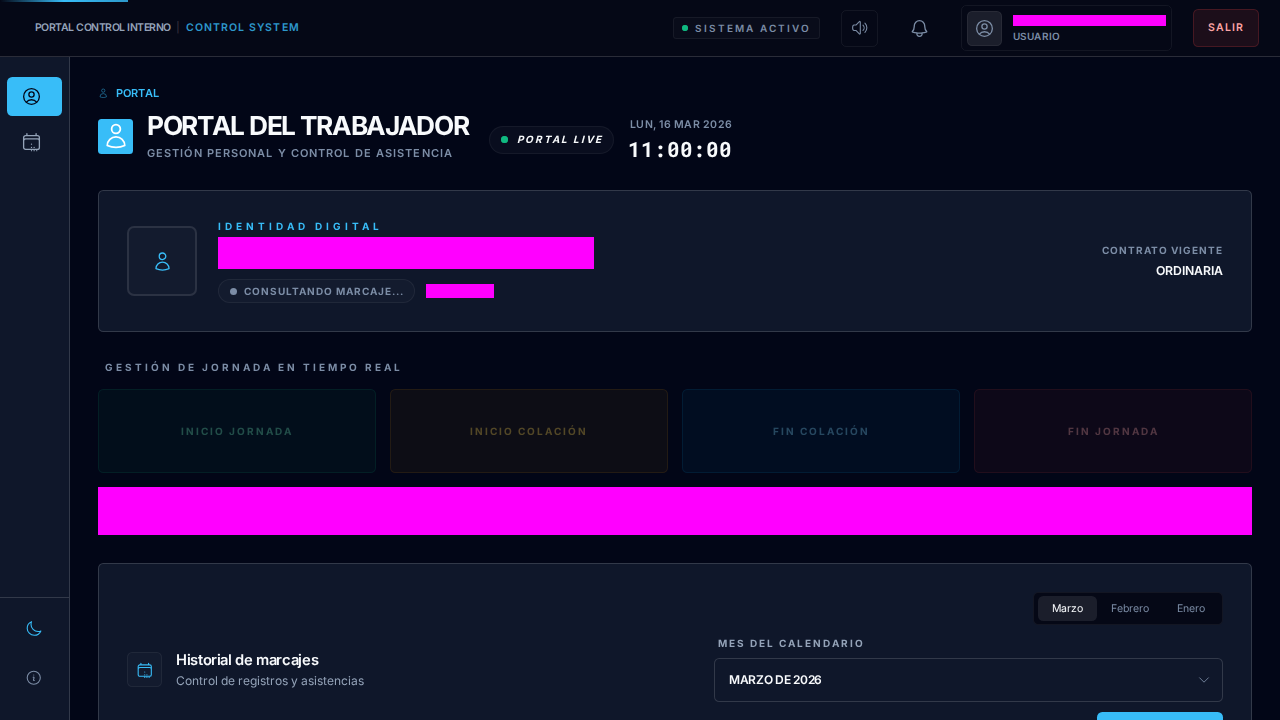 PORTAL CONTROL INTERNO | CONTROL SYSTEM
SISTEMA ACTIVO
USUARIO
SALIR
PORTAL
PORTAL DEL TRABAJADOR
GESTIÓN PERSONAL Y CONTROL DE ASISTENCIA
PORTAL LIVE
LUN, 16 MAR 2026
11:00:00
IDENTIDAD DIGITAL
CONSULTANDO MARCAJE...
CONTRATO VIGENTE
ORDINARIA
GESTIÓN DE JORNADA EN TIEMPO REAL
INICIO JORNADA
INICIO COLACIÓN
FIN COLACIÓN
FIN JORNADA
Marzo
Febrero
Enero
Historial de marcajes
Control de registros y asistencias
MES DEL CALENDARIO
MARZO DE 2026